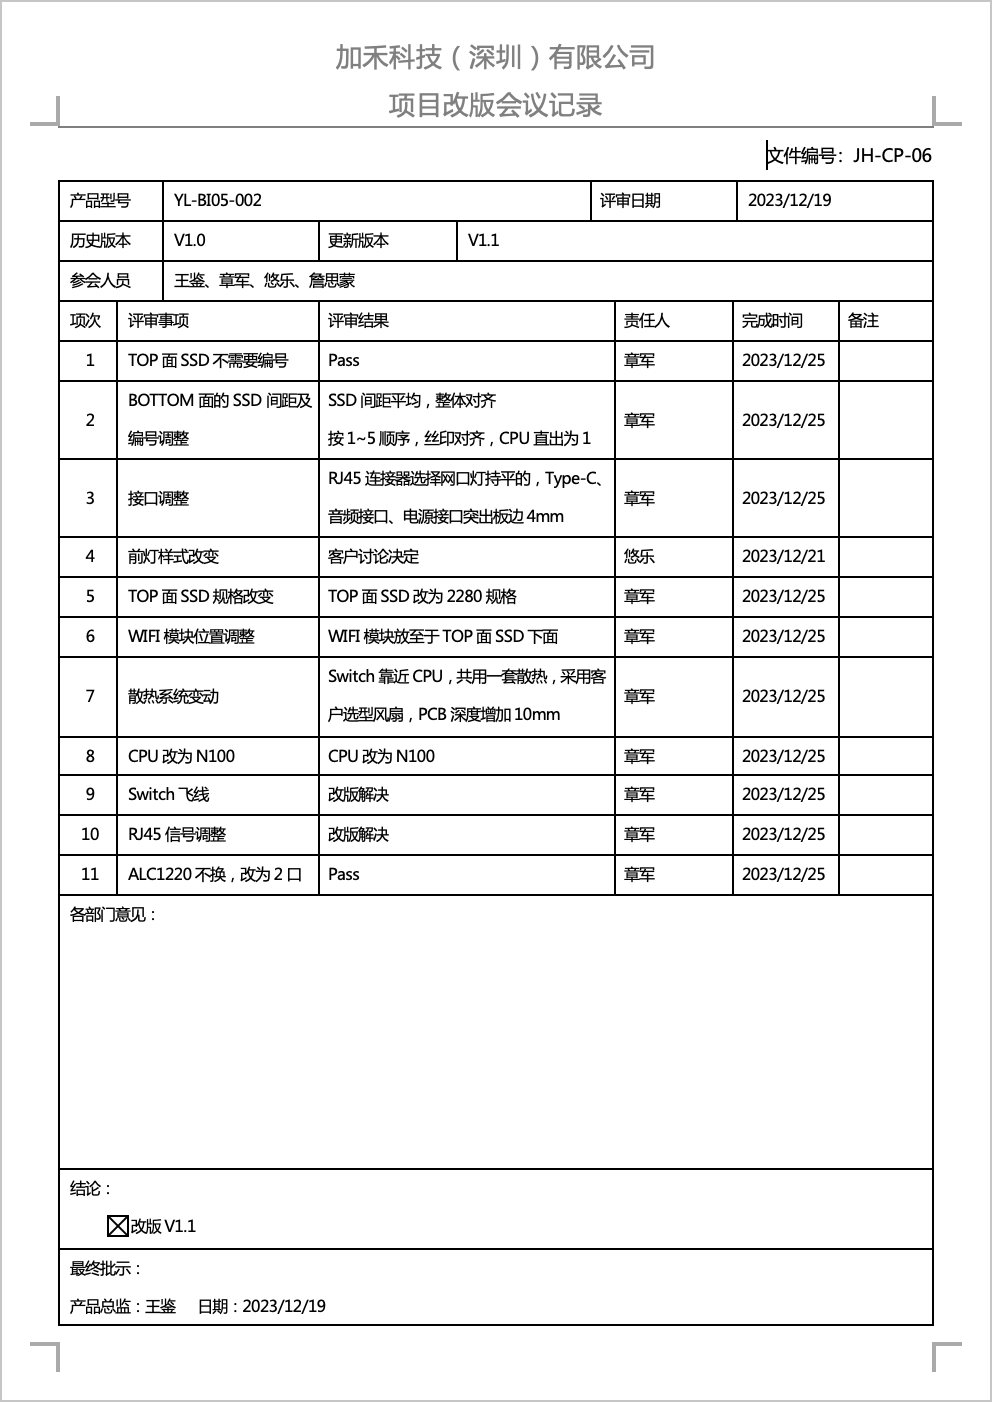 加禾科技（深圳）有限公司
项目改版会议记录
文件编号：JH-CP-06
产品型号 YL-BI05-002 评审日期 2023/12/19
历史版本 V1.0 更新版本 V1.1
参会人员 王鉴、章军、悠乐、詹思蒙
项次 评审事项 评审结果 责任人 完成时间 备注
1 TOP 面 SSD 不需要编号 Pass 章军 2023/12/25
2 BOTTOM 面的 SSD 间距及
编号调整
SSD 间距平均，整体对齐
按 1~5 顺序，丝印对齐，CPU 直出为 1
章军 2023/12/25
3 接口调整
RJ45 连接器选择网口灯持平的，Type-C、
音频接口、电源接口突出板边 4mm
章军 2023/12/25
4 前灯样式改变 客户讨论决定 悠乐 2023/12/21
5 TOP 面 SSD 规格改变 TOP 面 SSD 改为 2280 规格 章军 2023/12/25
6 WIFI 模块位置调整 WIFI 模块放至于 TOP 面 SSD 下面 章军 2023/12/25
7 散热系统变动
Switch 靠近 CPU，共用一套散热，采用客
户选型风扇，PCB 深度增加 10mm
章军 2023/12/25
8 CPU 改为 N100 CPU 改为 N100 章军 2023/12/25
9 Switch 飞线 改版解决 章军 2023/12/25
10 RJ45 信号调整 改版解决 章军 2023/12/25
11 ALC1220 不换，改为 2 口 Pass 章军 2023/12/25
各部门意见：
结论：
☒改版 V1.1
最终批示：
产品总监：王鉴 日期：2023/12/19